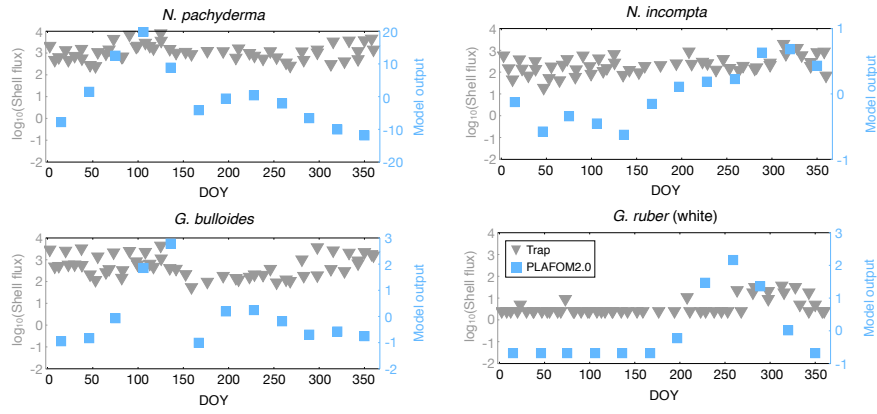 N. pachyderma
4
3
2
1
0
-1
-2
20
10
0
-10
-20
log10(Shell flux)
Model output
0 50 100 150 200 250 300 350
DOY
N. incompta
4
3
2
1
0
-1
-2
1
0
-1
log10(Shell flux)
Model output
0 50 100 150 200 250 300 350
DOY
G. bulloides
4
3
2
1
0
-1
-2
3
2
1
0
-1
-2
log10(Shell flux)
Model output
0 50 100 150 200 250 300 350
DOY
G. ruber (white)
4
3
2
1
0
-1
-2
3
2
1
0
-1
log10(Shell flux)
Model output
Trap
PLAFOM2.0
0 50 100 150 200 250 300 350
DOY